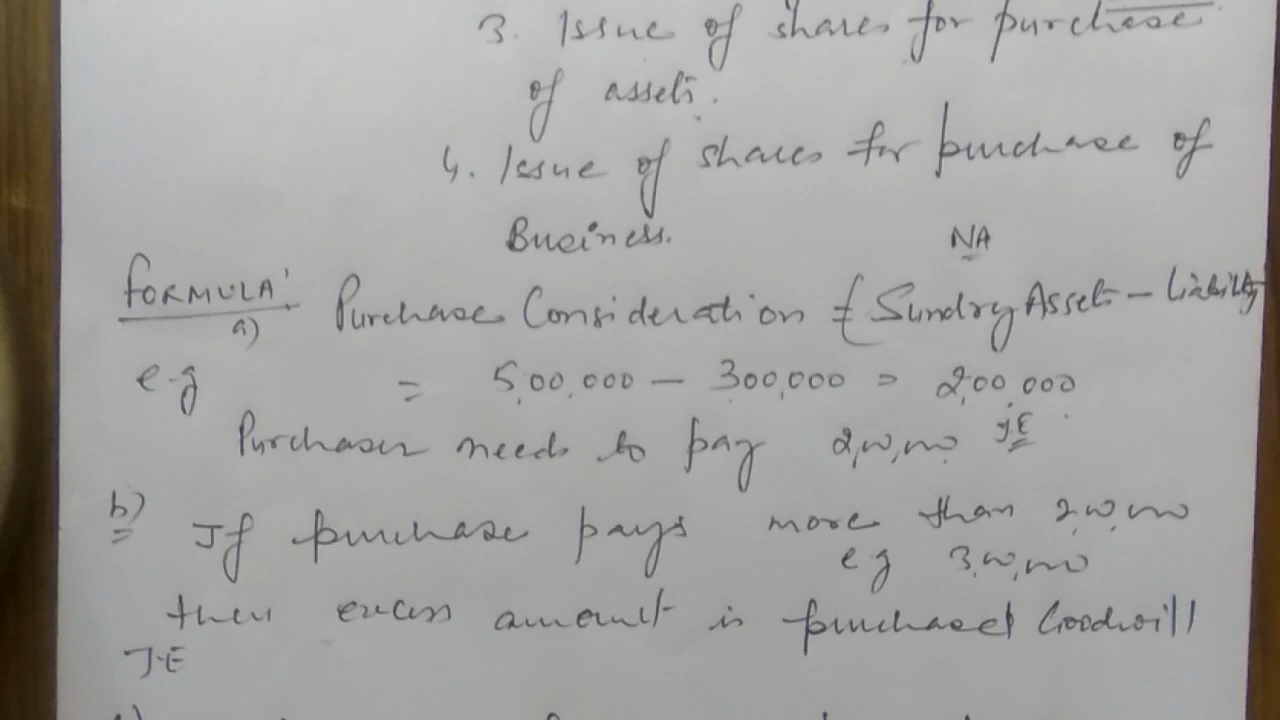 3. Issue of shares for purchase
of assets.
4. Issue of shares for purchase of
Business.
NA
FORMULA:
a) Purchase Consideration = { Sundry Assets - Liability
e.g = 5,00,000 - 300,000 = 2,00,000
Purchaser needs to pay 2,00,000 JE
b) If purchase pays more than 2,00,000
eg 3,00,000
then excess amount is purchased Goodwill
J.E